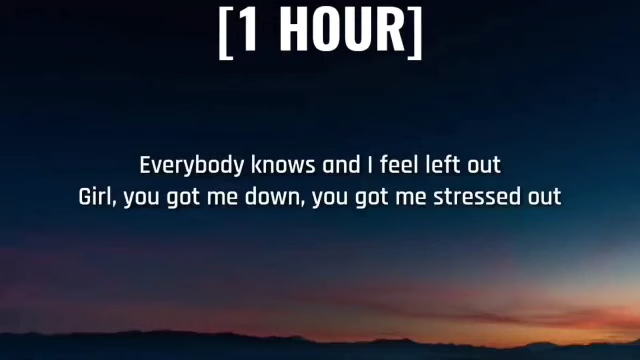 [1 HOUR]
Everybody knows and I feel left out
Girl, you got me down, you got me stressed out